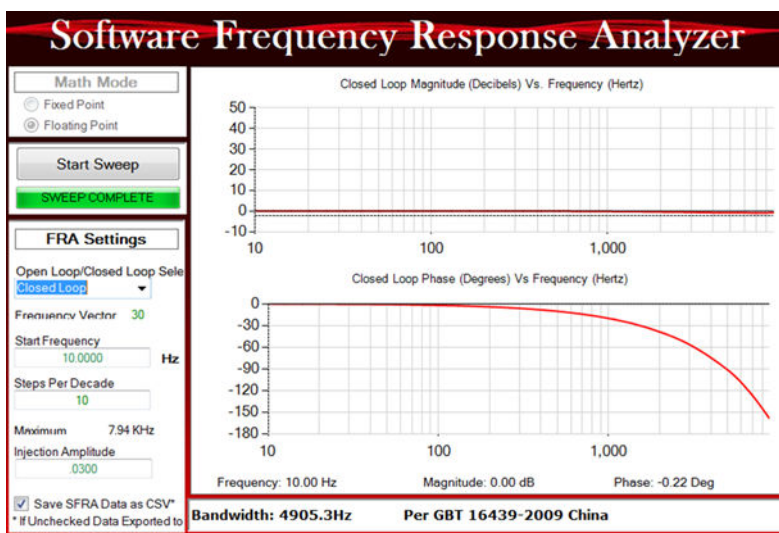 Software Frequency Response Analyzer
Math Mode
Fixed Point
Floating Point
Start Sweep
SWEEP COMPLETE
FRA Settings
Open Loop/Closed Loop Sele
Closed Loop
Frequency Vector 30
Start Frequency
10.0000 Hz
Steps Per Decade
10
Maximum 7.94 KHz
Injection Amplitude
.0300
Save SFRA Data as CSV*
* If Unchecked Data Exported to
Closed Loop Magnitude (Decibels) Vs. Frequency (Hertz)
50
40
30
20
10
0
-10
10 100 1,000
Closed Loop Phase (Degrees) Vs Frequency (Hertz)
0
-30
-60
-90
-120
-150
-180
10 100 1,000
Frequency: 10.00 Hz Magnitude: 0.00 dB Phase: -0.22 Deg
Bandwidth: 4905.3Hz Per GBT 16439-2009 China